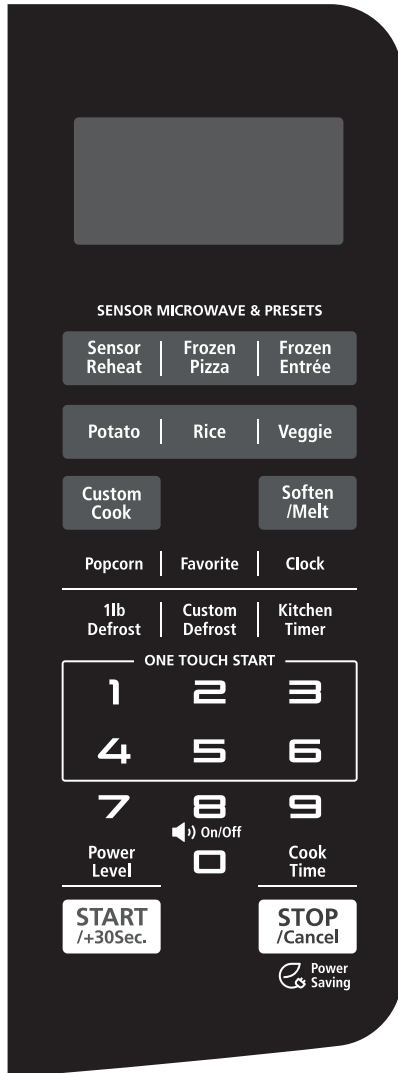 SENSOR MICROWAVE & PRESETS
Sensor Reheat
Frozen Pizza
Frozen Entrée
Potato
Rice
Veggie
Custom Cook
Soften /Melt
Popcorn
Favorite
Clock
1lb Defrost
Custom Defrost
Kitchen Timer
ONE TOUCH START
1 2 3
4 5 6
7 8 9
On/Off
Power Level
0
Cook Time
START /+30Sec.
STOP /Cancel
Power Saving